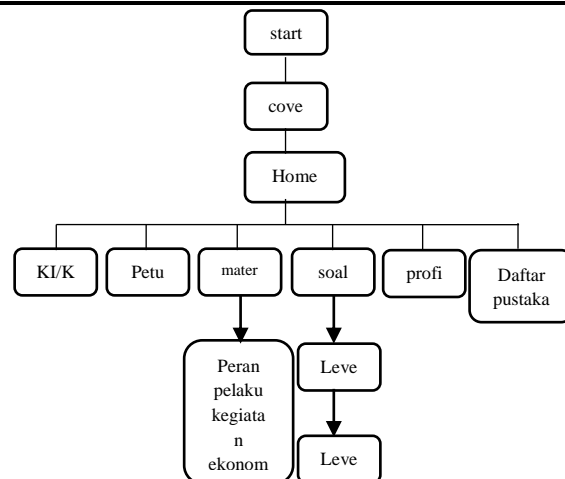 start
cove
Home
KI/K
Petu
mater
soal
profi
Daftar
pustaka
Peran
pelaku
kegiata
n
ekonom
Leve
Leve